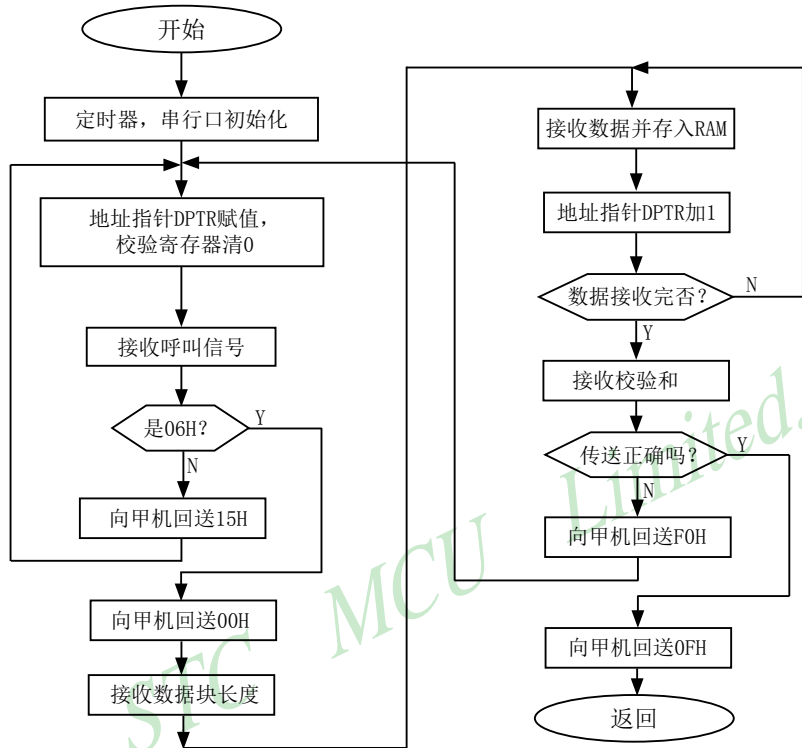 开始
定时器，串行口初始化
地址指针DPTR赋值，
校验寄存器清0
接收呼叫信号
是06H？
Y
N
向甲机回送15H
向甲机回送00H
接收数据块长度
接收数据并存入RAM
地址指针DPTR加1
数据接收完否？
N
Y
接收校验和
传送正确吗？
Y
N
向甲机回送F0H
向甲机回送0FH
返回
STC MCU Limited.